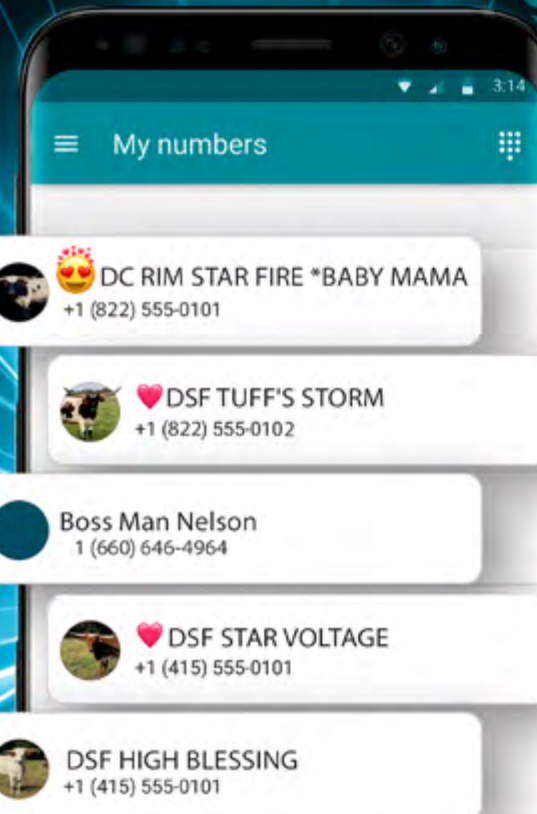 3:14
My numbers
😍 DC RIM STAR FIRE *BABY MAMA
+1 (822) 555-0101
❤️DSF TUFF'S STORM
+1 (822) 555-0102
Boss Man Nelson
1 (660) 646-4964
❤️ DSF STAR VOLTAGE
+1 (415) 555-0101
DSF HIGH BLESSING
+1 (415) 555-0101